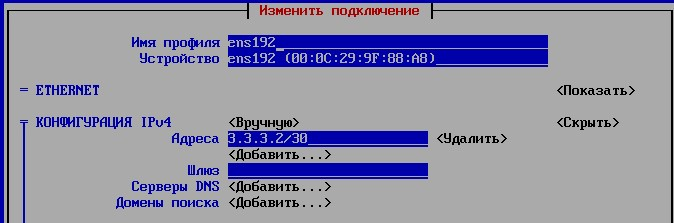 Изменить подключение
Имя профиля ens192
Устройство ens192 (00:0C:29:9F:88:A8)
= ETHERNET <Показать>
КОНФИГУРАЦИЯ IPv4 <Вручную> <Скрыть>
Адреса 3.3.3.2/30 <Удалить>
<Добавить...>
Шлюз
Серверы DNS <Добавить...>
Домены поиска <Добавить...>